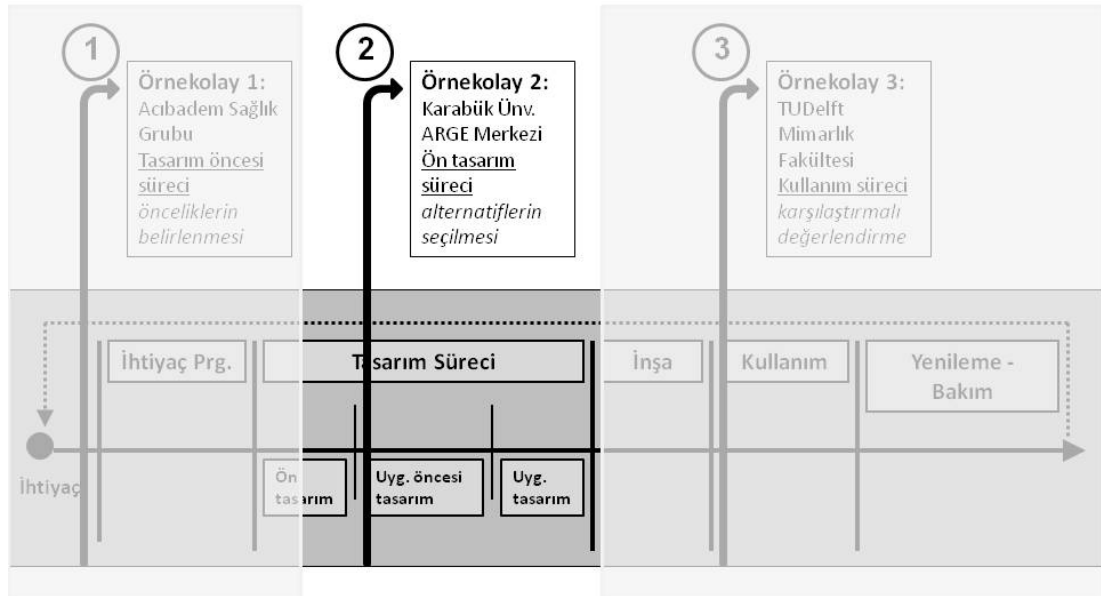 1
Örnekolay 1:
Acıbadem Sağlık
Grubu
Tasarım öncesi
süreci
önceliklerin
belirlenmesi
2
Örnekolay 2:
Karabük Ünv.
ARGE Merkezi
Ön tasarım
süreci
alternatiflerin
seçilmesi
3
Örnekolay 3:
TUDelft
Mimarlık
Fakültesi
Kullanım süreci
karşılaştırmalı
değerlendirme
İhtiyaç Prg.
Tasarım Süreci
İnşa
Kullanım
Yenileme -
Bakım
İhtiyaç
Ön
tasarım
Uyg. öncesi
tasarım
Uyg.
tasarım